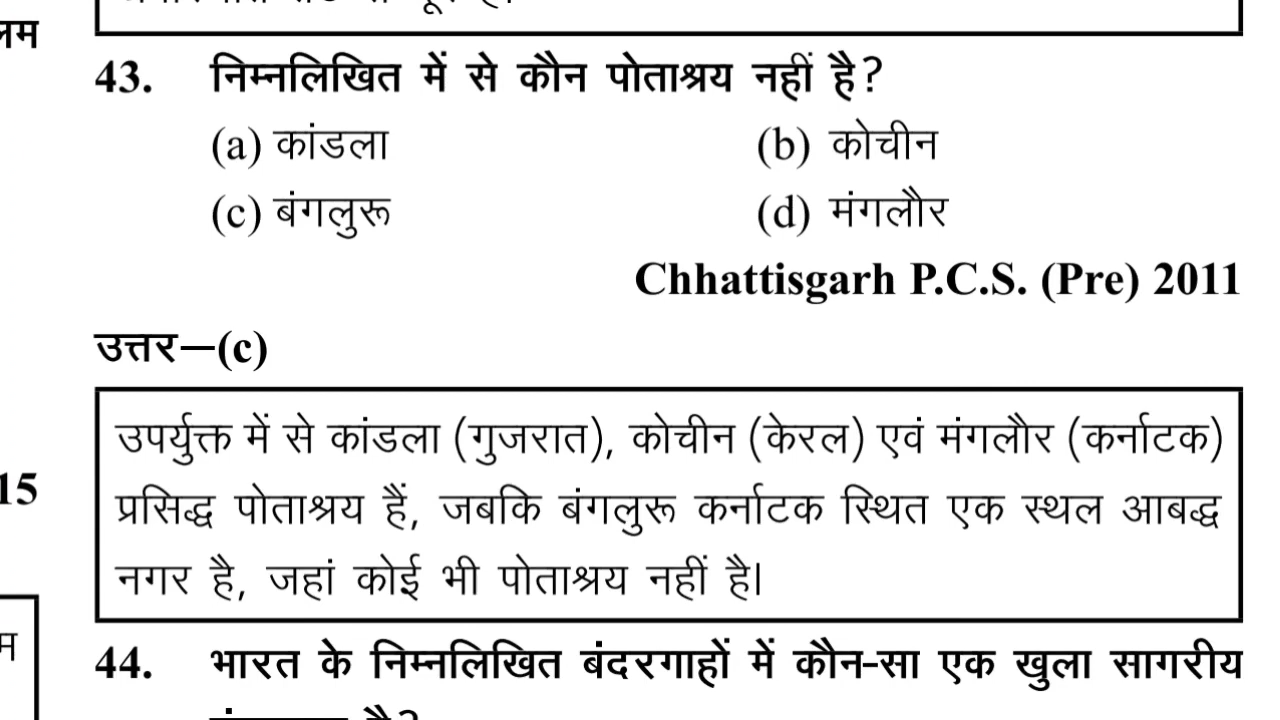 43. निम्नलिखित में से कौन पोताश्रय नहीं है?
(a) कांडला (b) कोचीन
(c) बंगलुरू (d) मंगलौर
Chhattisgarh P.C.S. (Pre) 2011
उत्तर—(c)
उपर्युक्त में से कांडला (गुजरात), कोचीन (केरल) एवं मंगलौर (कर्नाटक)
प्रसिद्ध पोताश्रय हैं, जबकि बंगलुरू कर्नाटक स्थित एक स्थल आबद्ध
15
नगर है, जहां कोई भी पोताश्रय नहीं है।
44. भारत के निम्नलिखित बंदरगाहों में कौन-सा एक खुला सागरीय